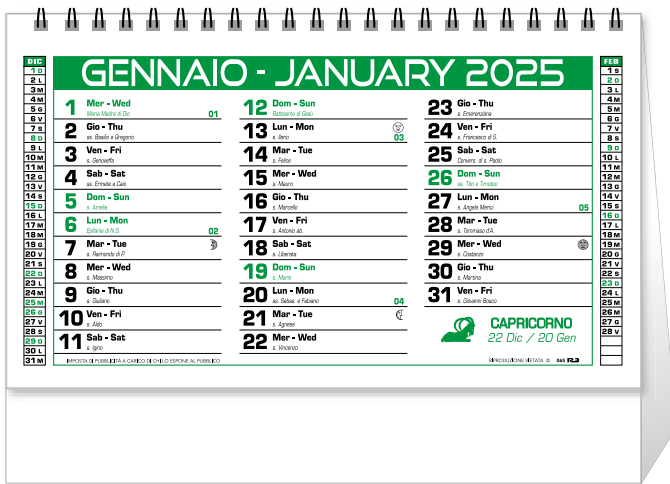 DIC
1 D
2 L
3 M
4 M
5 G
6 V
7 S
8 D
9 L
10 M
11 M
12 G
13 V
14 S
15 D
16 L
17 M
18 M
19 G
20 V
21 S
22 D
23 L
24 M
25 M
26 G
27 V
28 S
29 D
30 L
31 M
GENNAIO - JANUARY 2025
1 Mer - Wed
Maria Madre di Dio 01
2 Gio - Thu
ss. Basilio e Gregorio
3 Ven - Fri
s. Genoveffa
4 Sab - Sat
ss. Ermete e Caio
5 Dom - Sun
s. Amelia
6 Lun - Mon
Epifania di N.S. 02
7 Mar - Tue
s. Raimondo di P.
8 Mer - Wed
s. Massimo
9 Gio - Thu
s. Giuliano
10 Ven - Fri
s. Aldo
11 Sab - Sat
s. Igino
12 Dom - Sun
Battesimo di Gesù
13 Lun - Mon
s. Ilario 03
14 Mar - Tue
s. Felice
15 Mer - Wed
s. Mauro
16 Gio - Thu
s. Marcello
17 Ven - Fri
s. Antonio ab.
18 Sab - Sat
s. Liberata
19 Dom - Sun
s. Mario
20 Lun - Mon
ss. Sebas. e Fabiano 04
21 Mar - Tue
s. Agnese
22 Mer - Wed
s. Vincenzo
23 Gio - Thu
s. Emerenziana
24 Ven - Fri
s. Francesco di S.
25 Sab - Sat
Convers. di s. Paolo
26 Dom - Sun
ss. Tito e Timoteo
27 Lun - Mon
s. Angela Merici 05
28 Mar - Tue
s. Tommaso d'A.
29 Mer - Wed
s. Costanzo
30 Gio - Thu
s. Martina
31 Ven - Fri
s. Giovanni Bosco
CAPRICORNO
22 Dic / 20 Gen
IMPOSTA DI PUBBLICITÀ A CARICO DI CHI LO ESPONE AL PUBBLICO
RIPRODUZIONE VIETATA ©
FEB
1 S
2 D
3 L
4 M
5 M
6 G
7 V
8 S
9 D
10 L
11 M
12 M
13 G
14 V
15 S
16 D
17 L
18 M
19 M
20 G
21 V
22 S
23 D
24 L
25 M
26 M
27 G
28 V